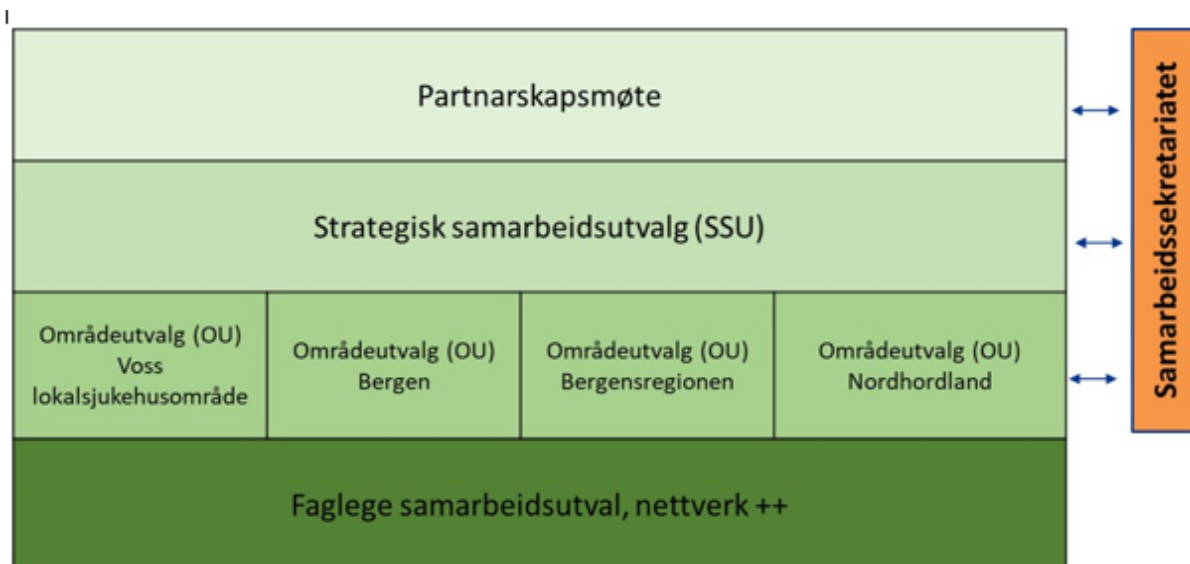 Partnarskapsmøte
Strategisk samarbeidsutvalg (SSU)
Områdeutvalg (OU)
Voss
lokalsjukehusområde
Områdeutvalg (OU)
Bergen
Områdeutvalg (OU)
Bergensregionen
Områdeutvalg (OU)
Nordhordland
Faglege samarbeidsutval, nettverk ++
Samarbeidssekretariatet